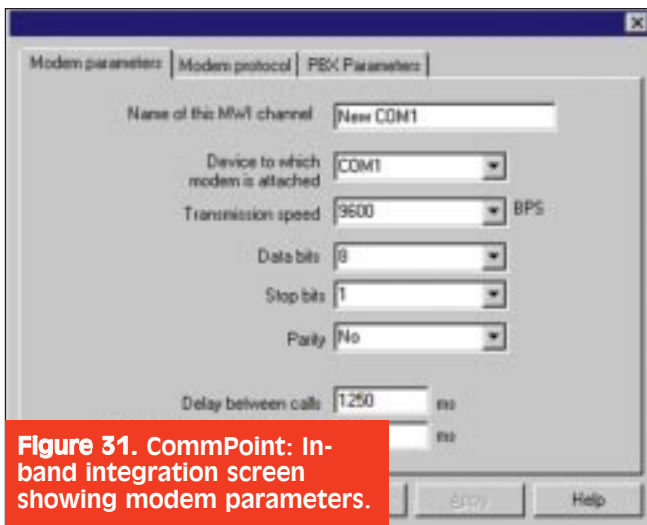 Modem parameters
Modem protocol
PBX Parameters
Name of this MWI channel New COM1
Device to which
modem is attached COM1
Transmission speed 9600 BPS
Data bits 8
Stop bits 1
Parity No
Delay between calls 1250 ms
ms
Figure 31. CommPoint: In-
band integration screen
showing modem parameters.
Apply
Help